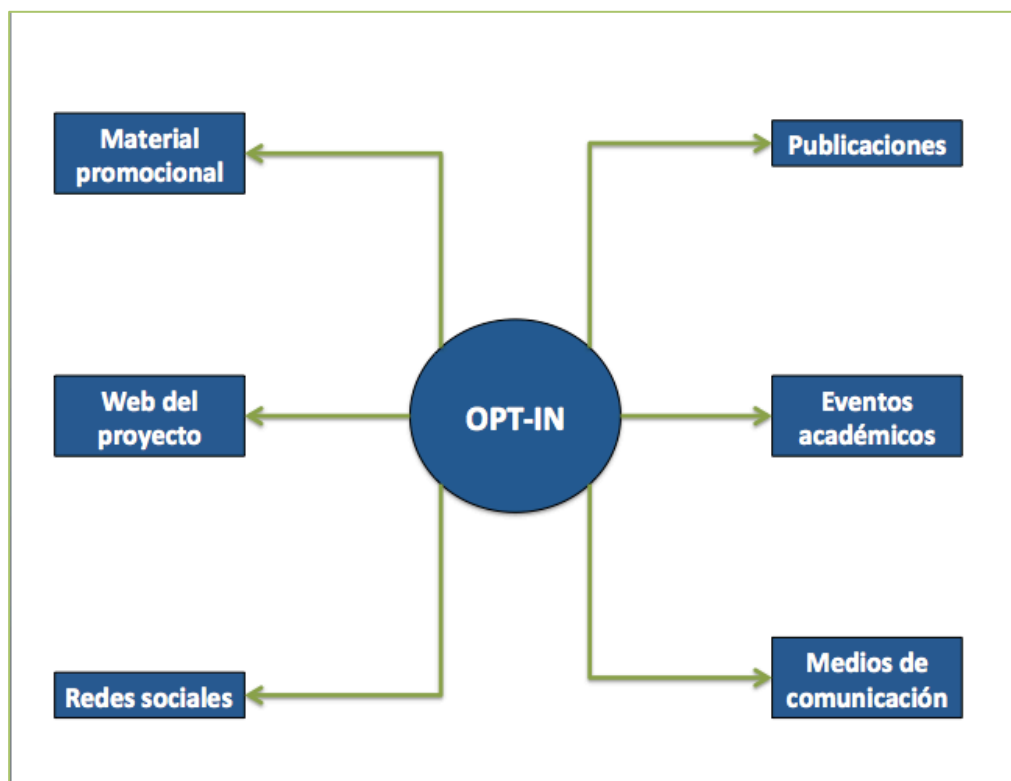 Material
promocional
Publicaciones
Web del
proyecto
OPT-IN
Eventos
académicos
Redes sociales
Medios de
comunicación